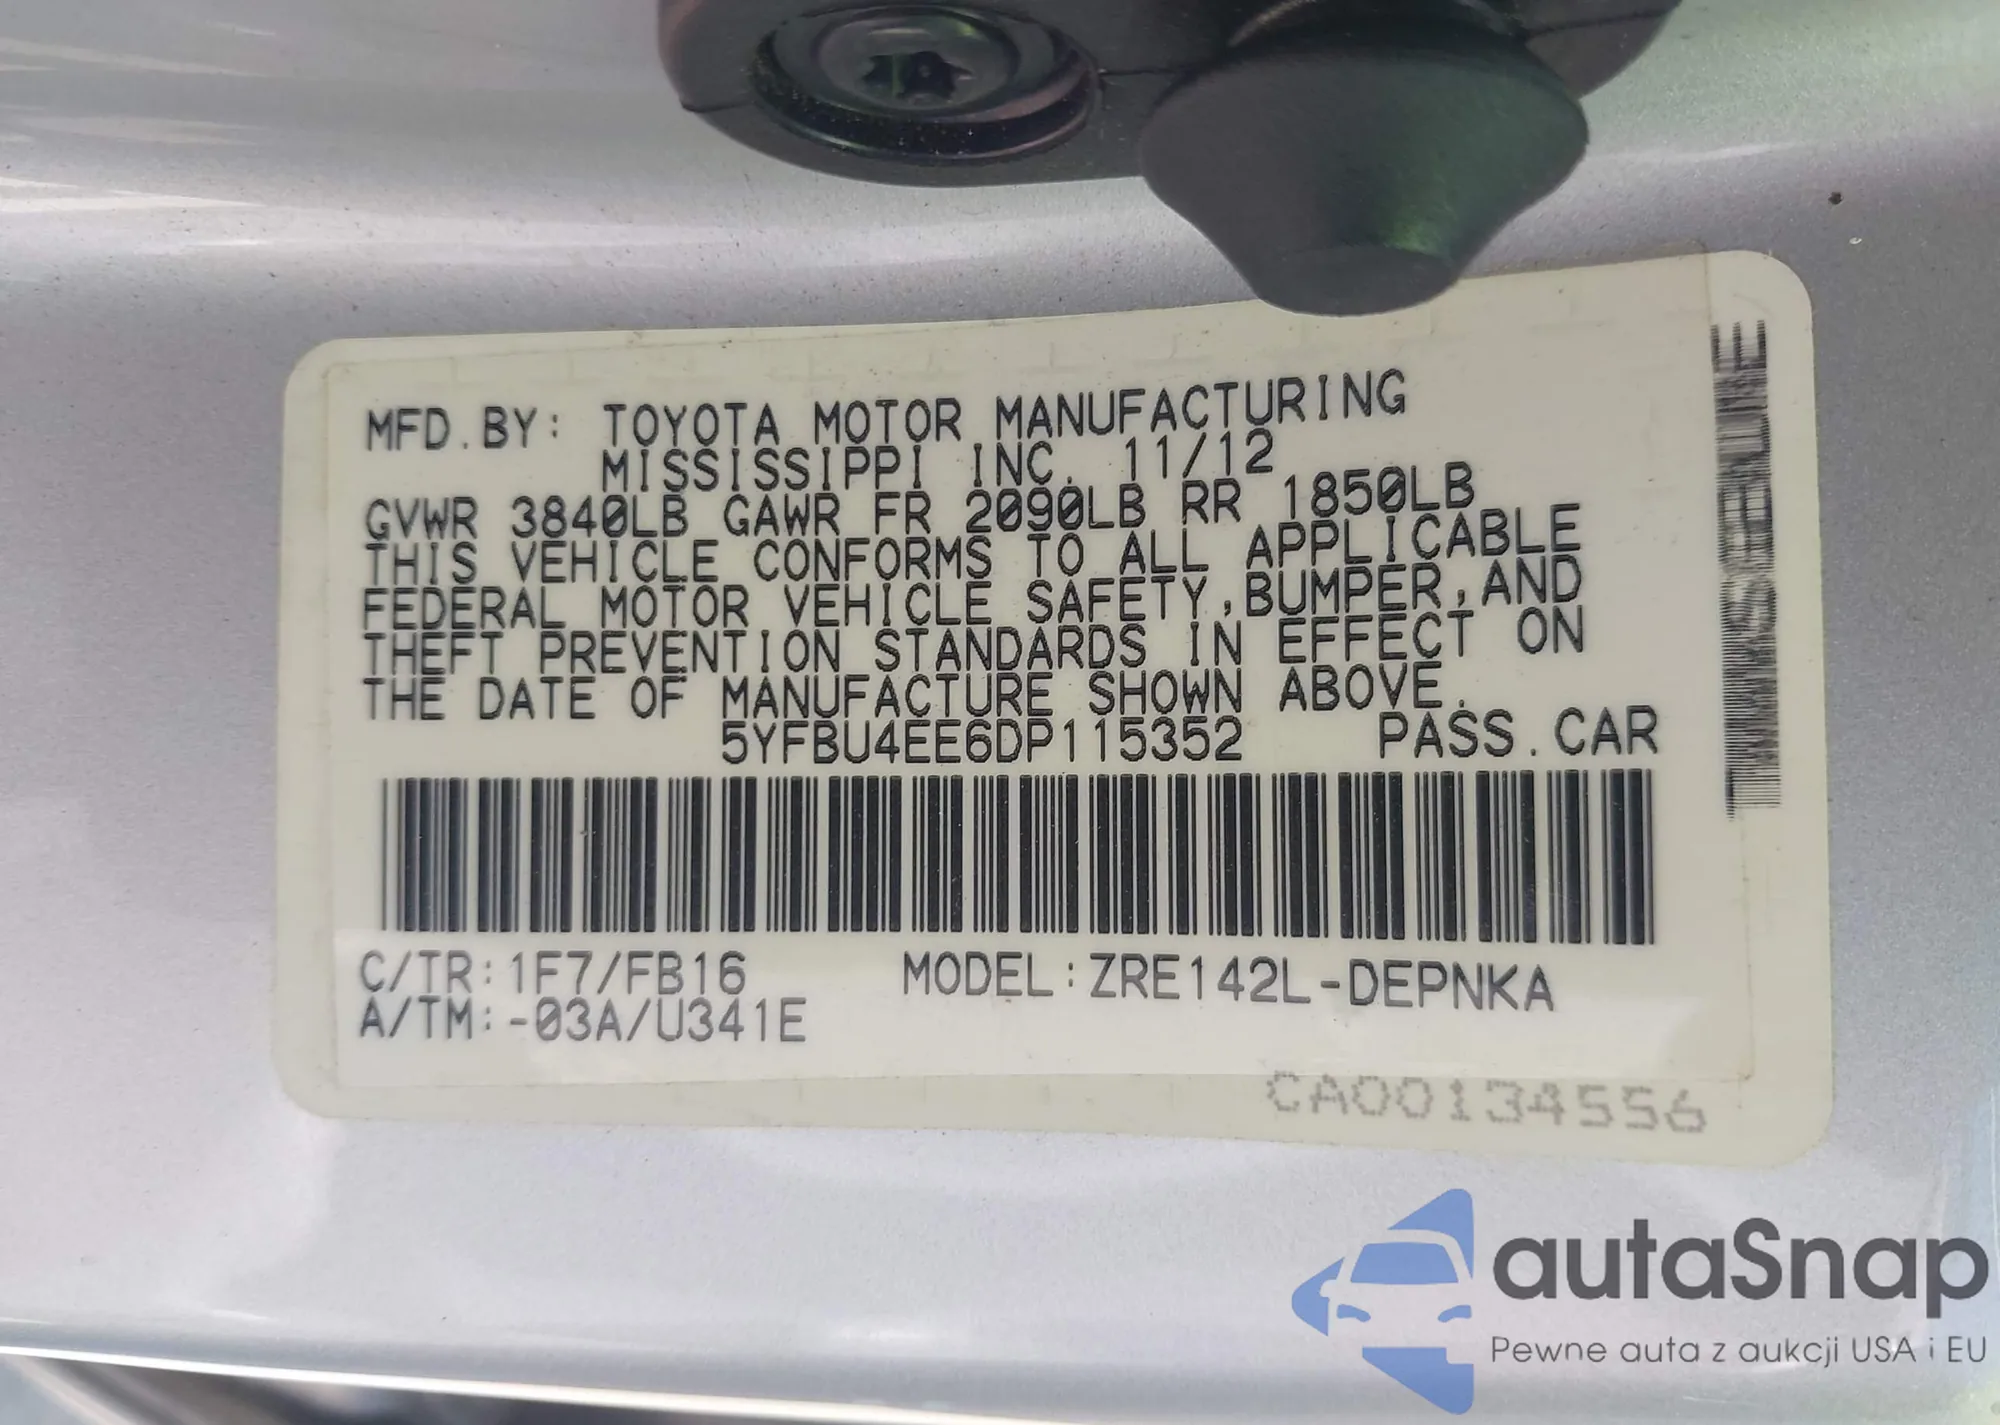 MFD.BY: TOYOTA MOTOR MANUFACTURING
MISSISSIPPI INC. 11/12
GVWR 3840LB GAWR FR 2090LB RR 1850LB
THIS VEHICLE CONFORMS TO ALL APPLICABLE
FEDERAL MOTOR VEHICLE SAFETY,BUMPER,AND
THEFT PREVENTION STANDARDS IN EFFECT ON
THE DATE OF MANUFACTURE SHOWN ABOVE.
5YFBU4EE6DP115352 PASS.CAR
C/TR:1F7/FB16 MODEL:ZRE142L-DEPNKA
A/TM:-03A/U341E
CA00134556
autaSnap
Pewne auta z aukcji USA i EU